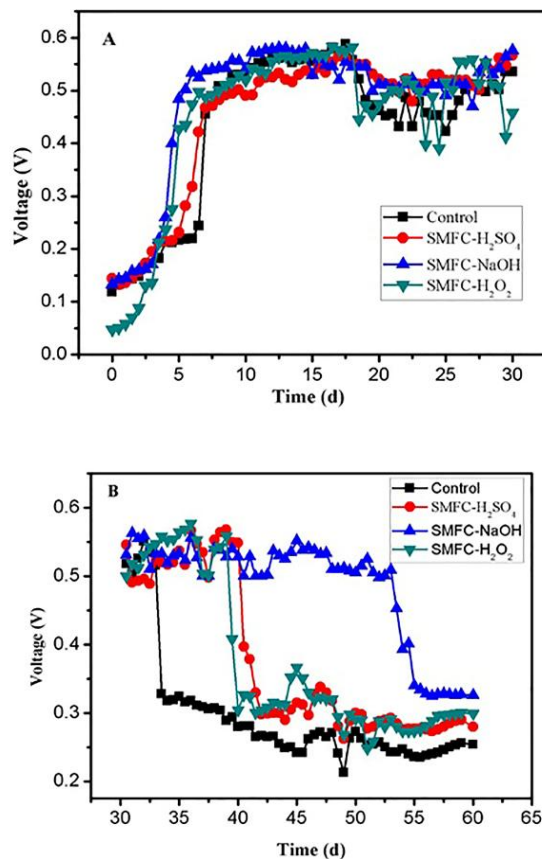 A
Voltage (V)
0.6
0.5
0.4
0.3
0.2
0.1
0.0
Control
SMFC-H₂SO₄
SMFC-NaOH
SMFC-H₂O₂
0 5 10 15 20 25 30
Time (d)
B
Voltage (V)
0.6
0.5
0.4
0.3
0.2
Control
SMFC-H₂SO₄
SMFC-NaOH
SMFC-H₂O₂
30 35 40 45 50 55 60 65
Time (d)